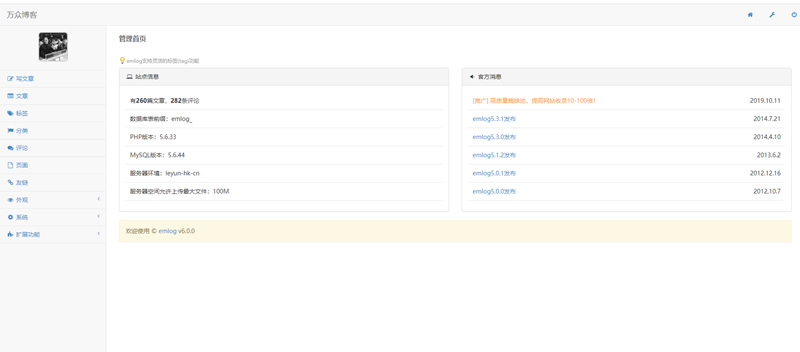 万众博客
管理首页
emlog支持页顶的标签(tag)功能
写文章
文章
标签
分类
评论
页面
友链
外观
系统
扩展功能
站点信息
有260篇文章，282条评论
数据库表前缀：emlog_
PHP版本：5.6.33
MySQL版本：5.6.44
服务器环境：leyun-hk-cn
服务器空间允许上传最大文件：100M
官方消息
[推广] 高质量蜘蛛池，提高网站收录10-100倍! 2019.10.11
emlog5.3.1发布 2014.7.21
emlog5.3.0发布 2014.4.10
emlog5.1.2发布 2013.6.2
emlog5.0.1发布 2012.12.16
emlog5.0.0发布 2012.10.7
欢迎使用 © emlog v6.0.0